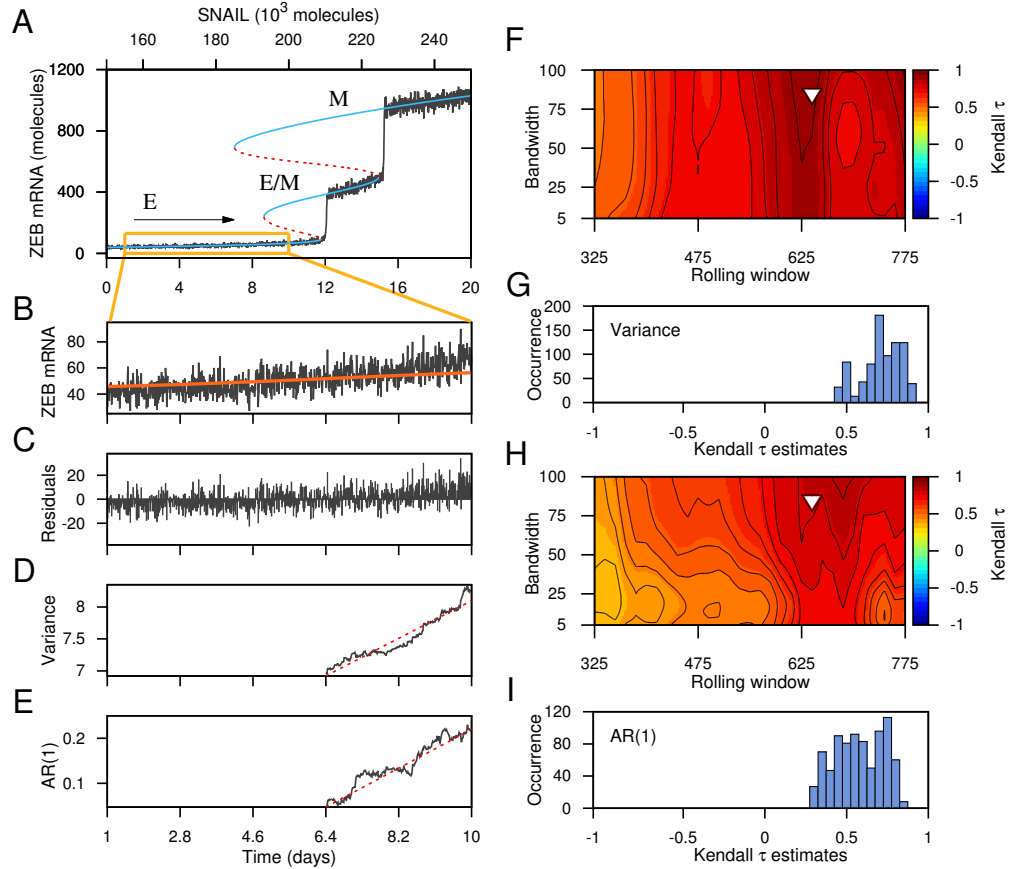 A
SNAIL (10³ molecules)
160 180 200 220 240
ZEB mRNA (molecules)
1200
800
400
0
M
E/M
E
0 4 8 12 16 20
B
ZEB mRNA
80
60
40
C
Residuals
20
0
-20
D
Variance
8
7.5
7
E
AR(1)
0.2
0.1
1 2.8 4.6 6.4 8.2 10
Time (days)
F
Bandwidth
100
75
50
25
5
325 475 625 775
Rolling window
1
0.5
0
-0.5
-1
Kendall τ
G
Occurrence
200
150
100
50
0
Variance
-1 -0.5 0 0.5 1
Kendall τ estimates
H
Bandwidth
100
75
50
25
5
325 475 625 775
Rolling window
1
0.5
0
-0.5
-1
Kendall τ
I
Occurrence
120
80
40
0
AR(1)
-1 -0.5 0 0.5 1
Kendall τ estimates